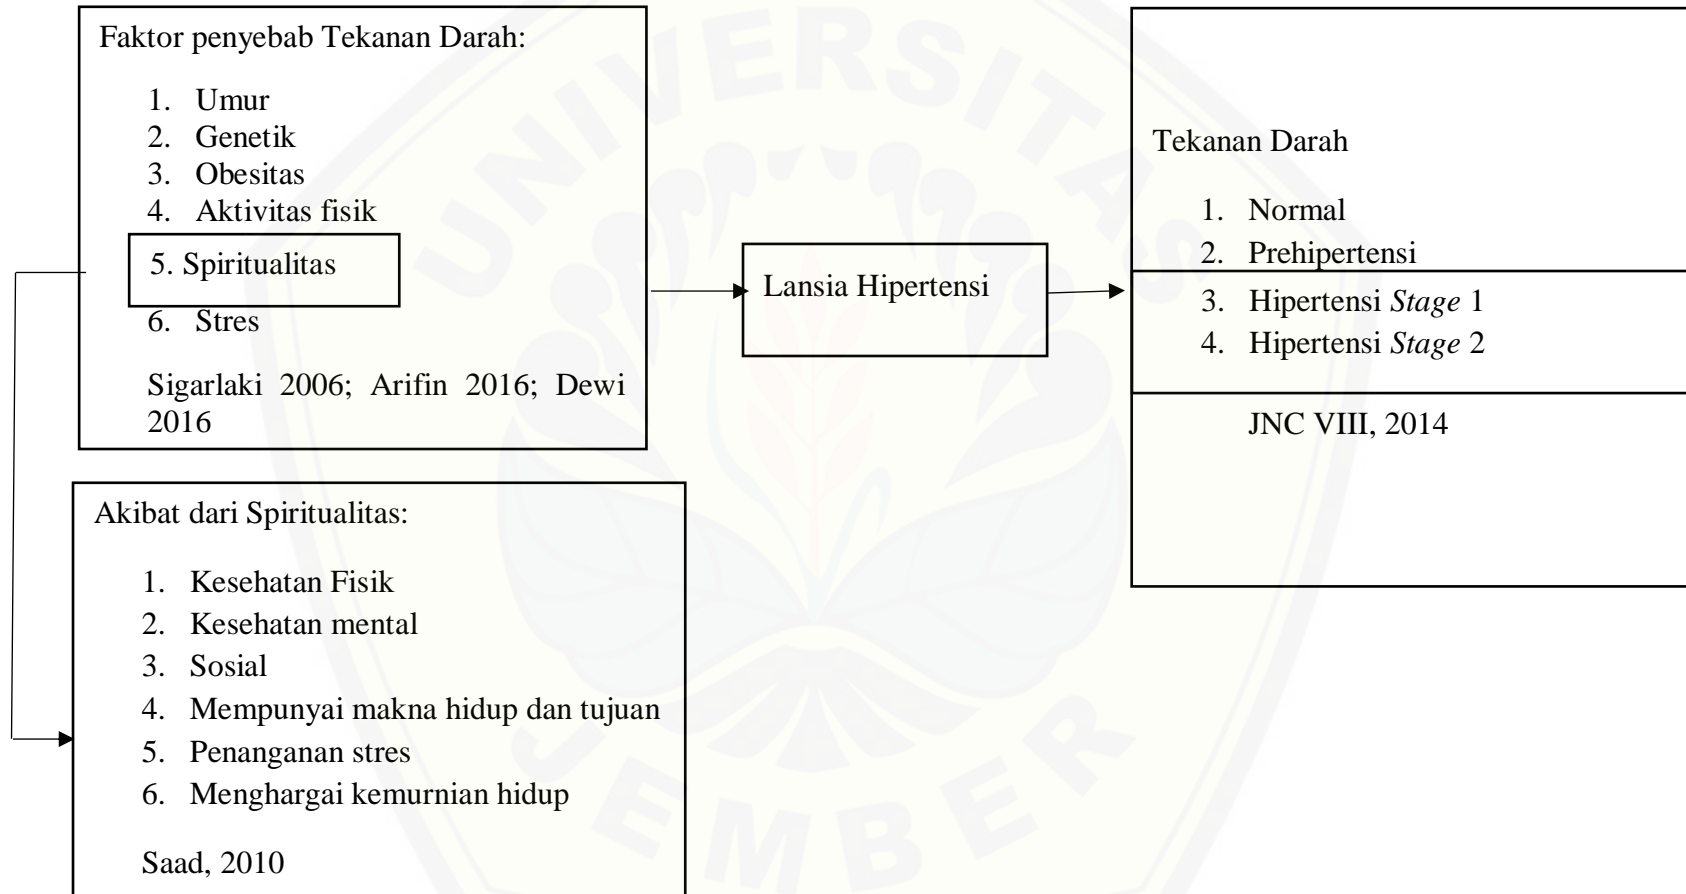 Faktor penyebab Tekanan Darah:
1. Umur
2. Genetik
3. Obesitas
4. Aktivitas fisik
5. Spiritualitas
6. Stres
Sigarlaki 2006; Arifin 2016; Dewi
2016
Akibat dari Spiritualitas:
1. Kesehatan Fisik
2. Kesehatan mental
3. Sosial
4. Mempunyai makna hidup dan tujuan
5. Penanganan stres
6. Menghargai kemurnian hidup
Saad, 2010
Lansia Hipertensi
Tekanan Darah
1. Normal
2. Prehipertensi
3. Hipertensi Stage 1
4. Hipertensi Stage 2
JNC VIII, 2014
UNIVERSITAS
JEMBER